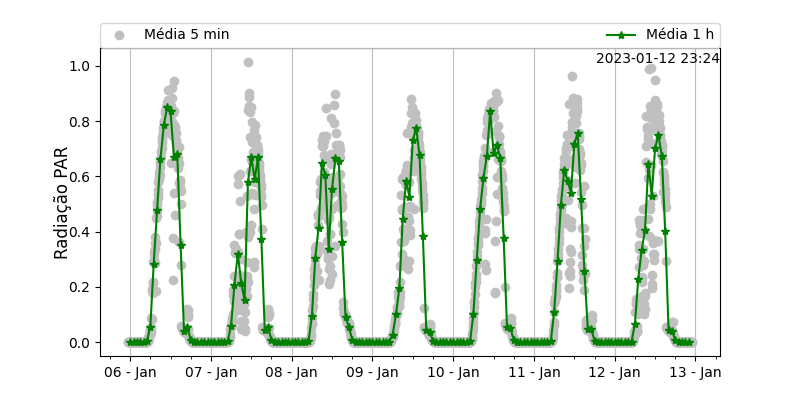 Média 5 min
Média 1 h
2023-01-12 23:24
Radiação PAR
1.0
0.8
0.6
0.4
0.2
0.0
06 - Jan
07 - Jan
08 - Jan
09 - Jan
10 - Jan
11 - Jan
12 - Jan
13 - Jan